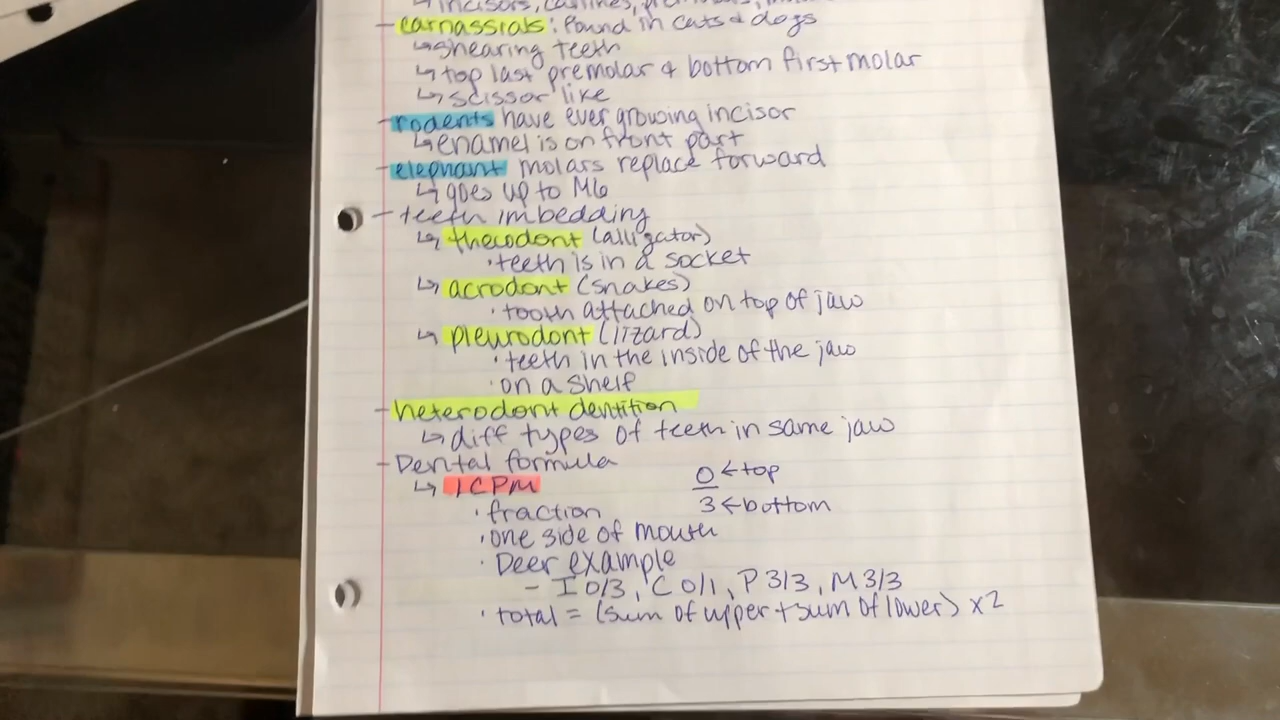 ↳ incisors, canines, premolars,
- carnassials: found in cats & dogs
↳ shearing teeth
↳ top last premolar & bottom first molar
↳ scissor like
- rodents have ever growing incisor
↳ enamel is on front part
- elephant molars replace forward
↳ goes up to M6
- teeth imbedding
↳ thecodont (alligator)
• teeth is in a socket
↳ acrodont (snakes)
• tooth attached on top of jaw
↳ pleurodont (lizard)
• teeth in the inside of the jaw
• on a shelf
- heterodont dentition
↳ diff types of teeth in same jaw
- Dental formula
0 ← top
↳ ICPM
3 ← bottom
• fraction
• one side of mouth
• Deer example
- I 0/3, C 0/1, P 3/3, M 3/3
• total = (sum of upper + sum of lower) x2